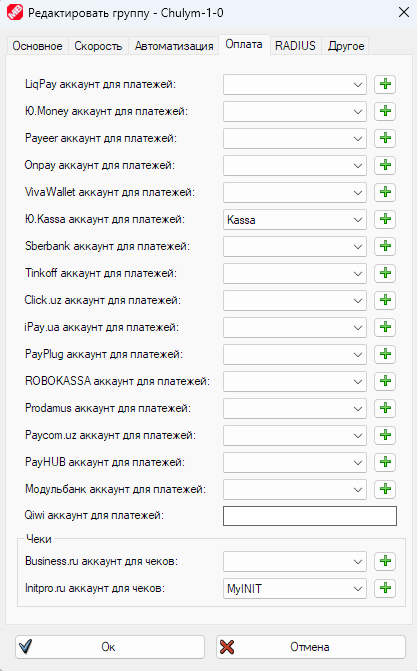 Редактировать группу - Chulym-1-0
Основное Скорость Автоматизация Оплата RADIUS Другое
LiqPay аккаунт для платежей:
Ю.Money аккаунт для платежей:
Payeer аккаунт для платежей:
Onpay аккаунт для платежей:
VivaWallet аккаунт для платежей:
Ю.Kassa аккаунт для платежей: Kassa
Sberbank аккаунт для платежей:
Tinkoff аккаунт для платежей:
Click.uz аккаунт для платежей:
iPay.ua аккаунт для платежей:
PayPlug аккаунт для платежей:
ROBOKASSA аккаунт для платежей:
Prodamus аккаунт для платежей:
Paycom.uz аккаунт для платежей:
PayHUB аккаунт для платежей:
Модульбанк аккаунт для платежей:
Qiwi аккаунт для платежей:
Чеки
Business.ru аккаунт для чеков:
Initpro.ru аккаунт для чеков: MyINIT
Ок Отмена